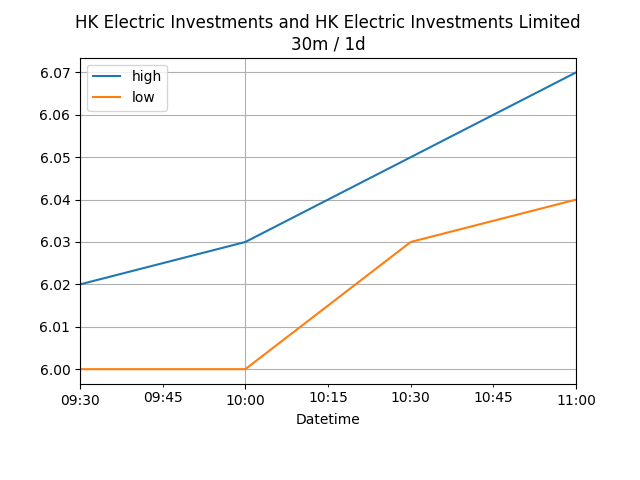 HK Electric Investments and HK Electric Investments Limited
30m / 1d
high
low
6.07
6.06
6.05
6.04
6.03
6.02
6.01
6.00
09:30 09:45 10:00 10:15 10:30 10:45 11:00
Datetime